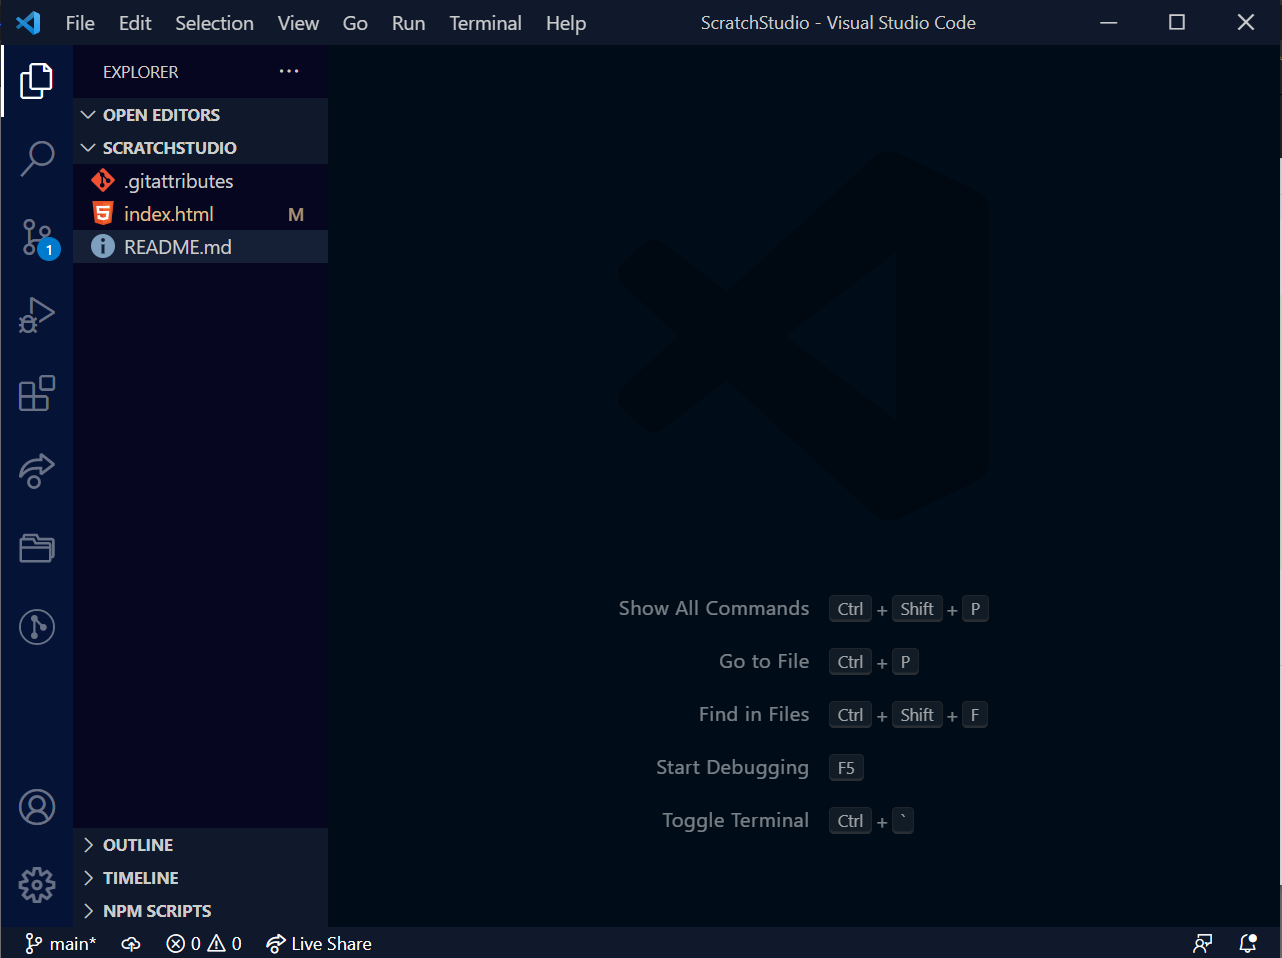 File Edit Selection View Go Run Terminal Help ScratchStudio - Visual Studio Code
EXPLORER
OPEN EDITORS
SCRATCHSTUDIO
.gitattributes
index.html M
README.md
1
Show All Commands Ctrl + Shift + P
Go to File Ctrl + P
Find in Files Ctrl + Shift + F
Start Debugging F5
Toggle Terminal Ctrl + `
OUTLINE
TIMELINE
NPM SCRIPTS
main* 0 0 Live Share